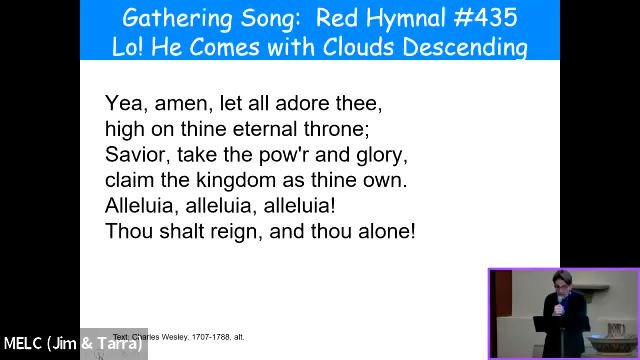 Gathering Song: Red Hymnal #435
Lo! He Comes with Clouds Descending
Yea, amen, let all adore thee,
high on thine eternal throne;
Savior, take the pow'r and glory,
claim the kingdom as thine own.
Alleluia, alleluia, alleluia!
Thou shalt reign, and thou alone!
Text: Charles Wesley, 1707-1788, alt.
MELC (Jim & Tarra)